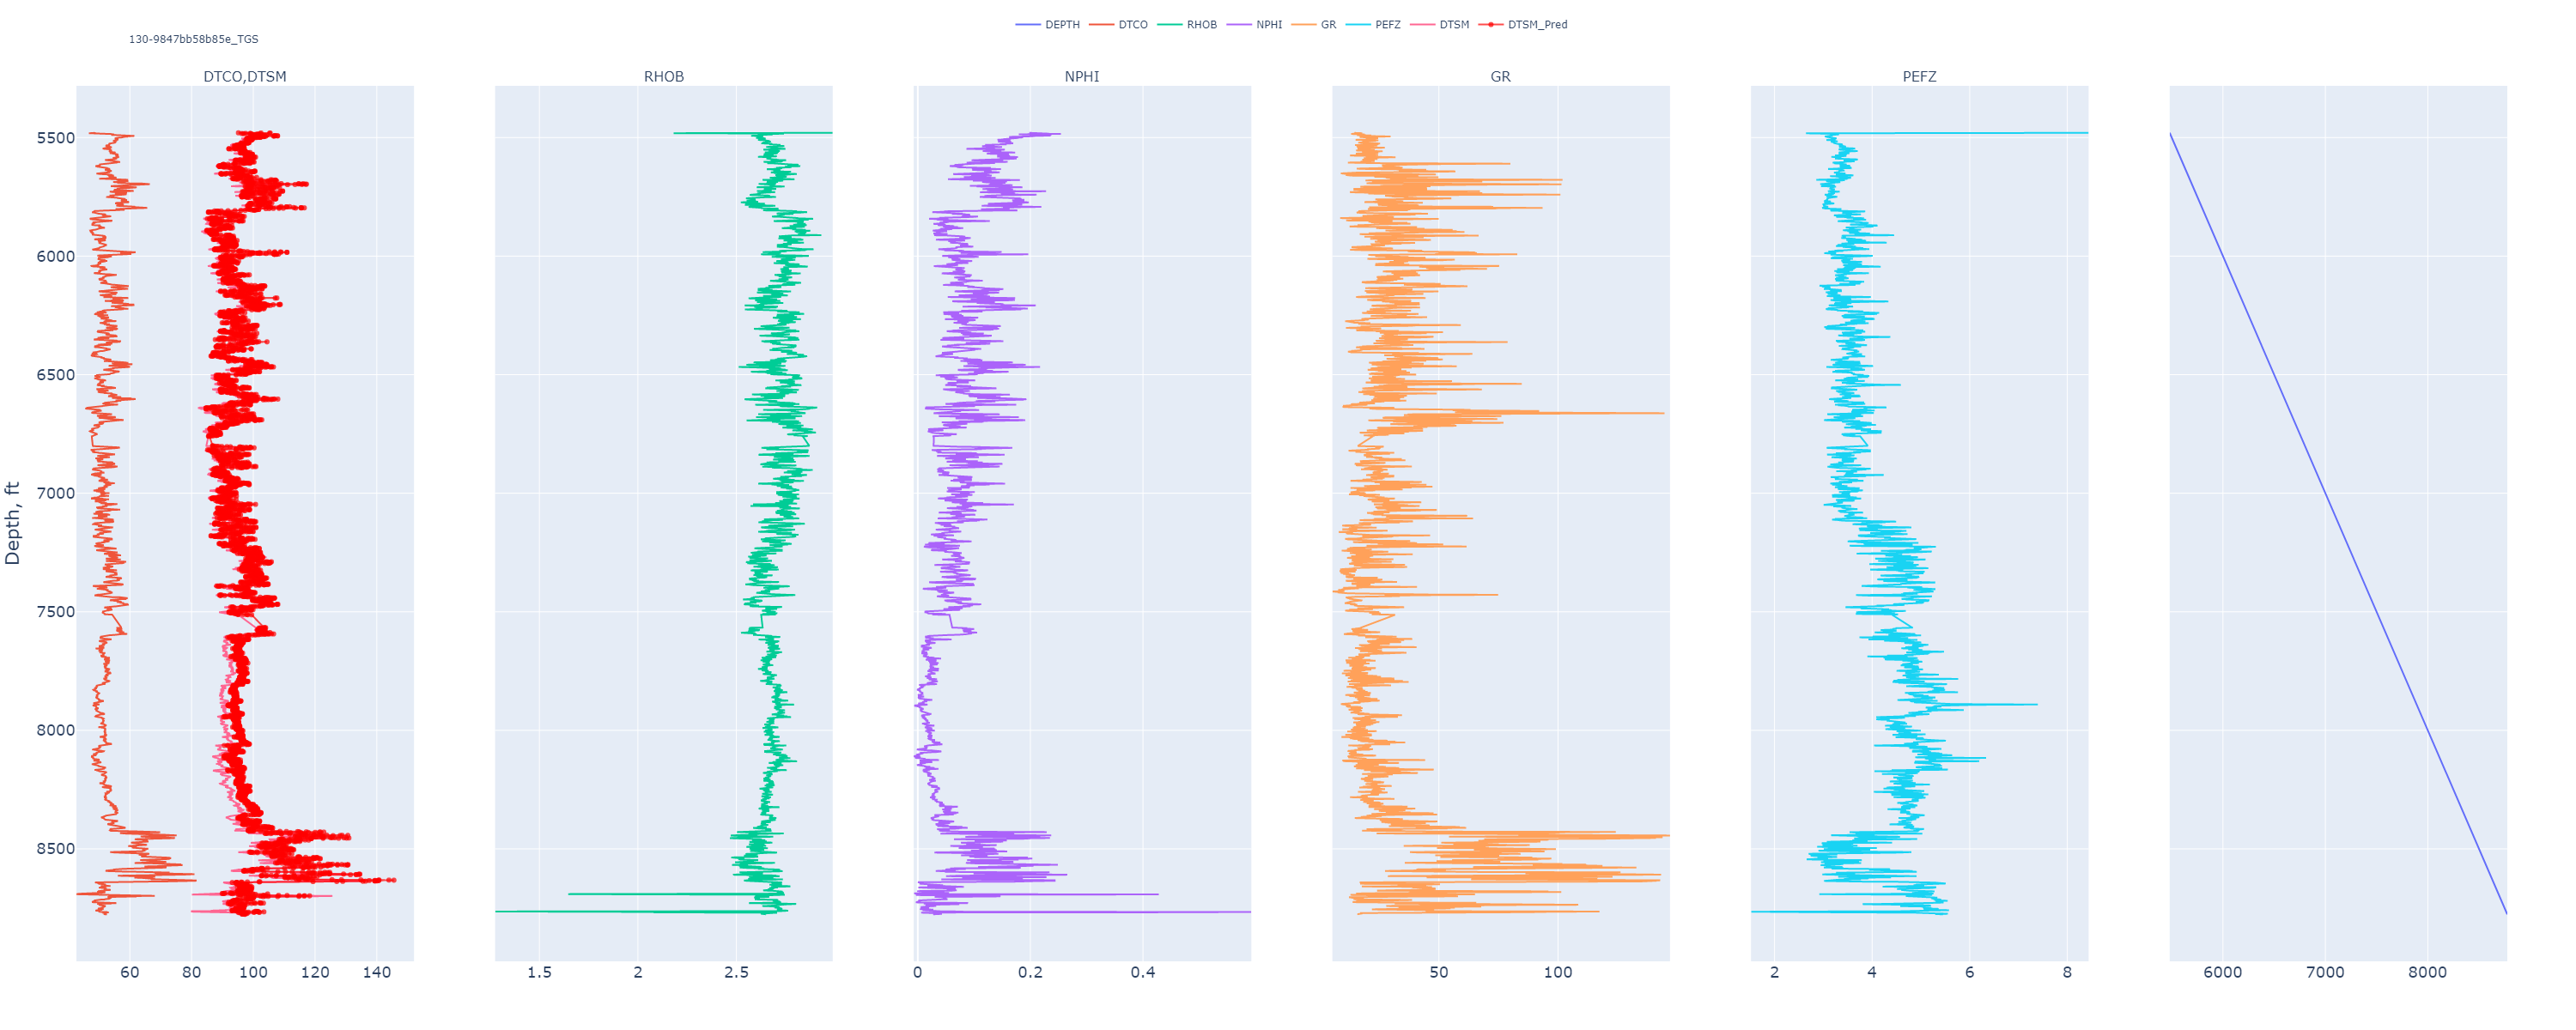 DEPTH DTCO RHOB NPHI GR PEFZ DTSM DTSM_Pred
130-9847bb58b85e_TGS
DTCO,DTSM RHOB NPHI GR PEFZ
Depth, ft
5500
6000
6500
7000
7500
8000
8500
60 80 100 120 140 1.5 2 2.5 0 0.2 0.4 50 100 2 4 6 8 6000 7000 8000